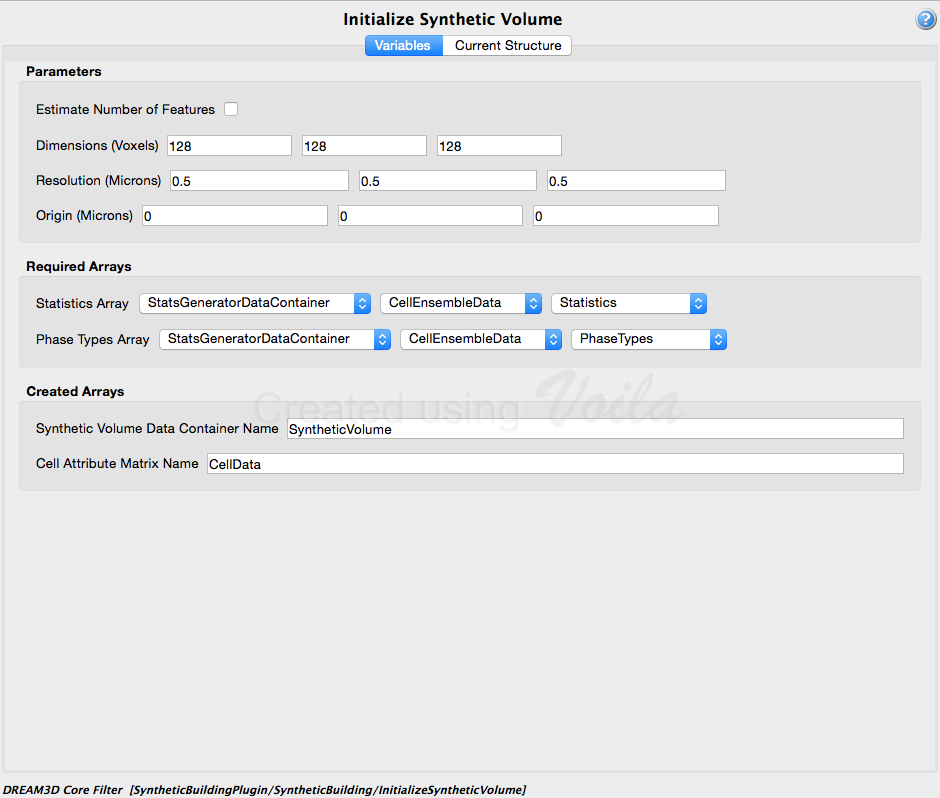 Initialize Synthetic Volume
?
Variables Current Structure
Parameters
Estimate Number of Features
Dimensions (Voxels) 128 128 128
Resolution (Microns) 0.5 0.5 0.5
Origin (Microns) 0 0 0
Required Arrays
Statistics Array StatsGeneratorDataContainer CellEnsembleData Statistics
Phase Types Array StatsGeneratorDataContainer CellEnsembleData PhaseTypes
Created Arrays
Created using Voila
Synthetic Volume Data Container Name SyntheticVolume
Cell Attribute Matrix Name CellData
DREAM3D Core Filter [SyntheticBuildingPlugin/SyntheticBuilding/InitializeSyntheticVolume]